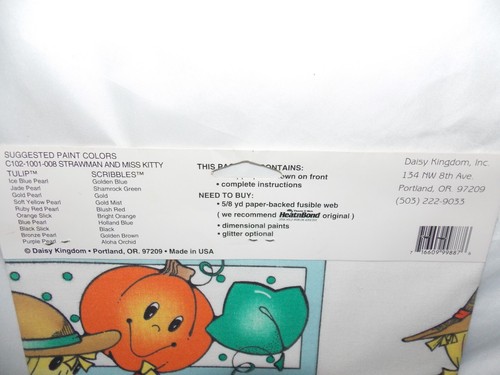 SUGGESTED PAINT COLORS
C102-1001-008 STRAWMAN AND MISS KITTY
TULIP™
Ice Blue Pearl
Jade Pearl
Gold Pearl
Soft Yellow Pearl
Ruby Red Pearl
Orange Slick
Blue Pearl
Black Slick
Bronze Pearl
Purple Pearl
SCRIBBLES™
Golden Blue
Shamrock Green
Gold
Gold Mist
Blush Red
Bright Orange
Holland Blue
Black
Golden Brown
Aloha Orchid
© Daisy Kingdom • Portland, OR. 97209 • Made in USA
THIS CONTAINS:
on front
• complete instructions
NEED TO BUY:
• 5/8 yd paper-backed fusible web
( we recommend HeatnBond original )
• dimensional paints
• glitter optional
Daisy Kingdom, Inc.
134 NW 8th Ave.
Portland, OR. 97209
(503) 222-9033